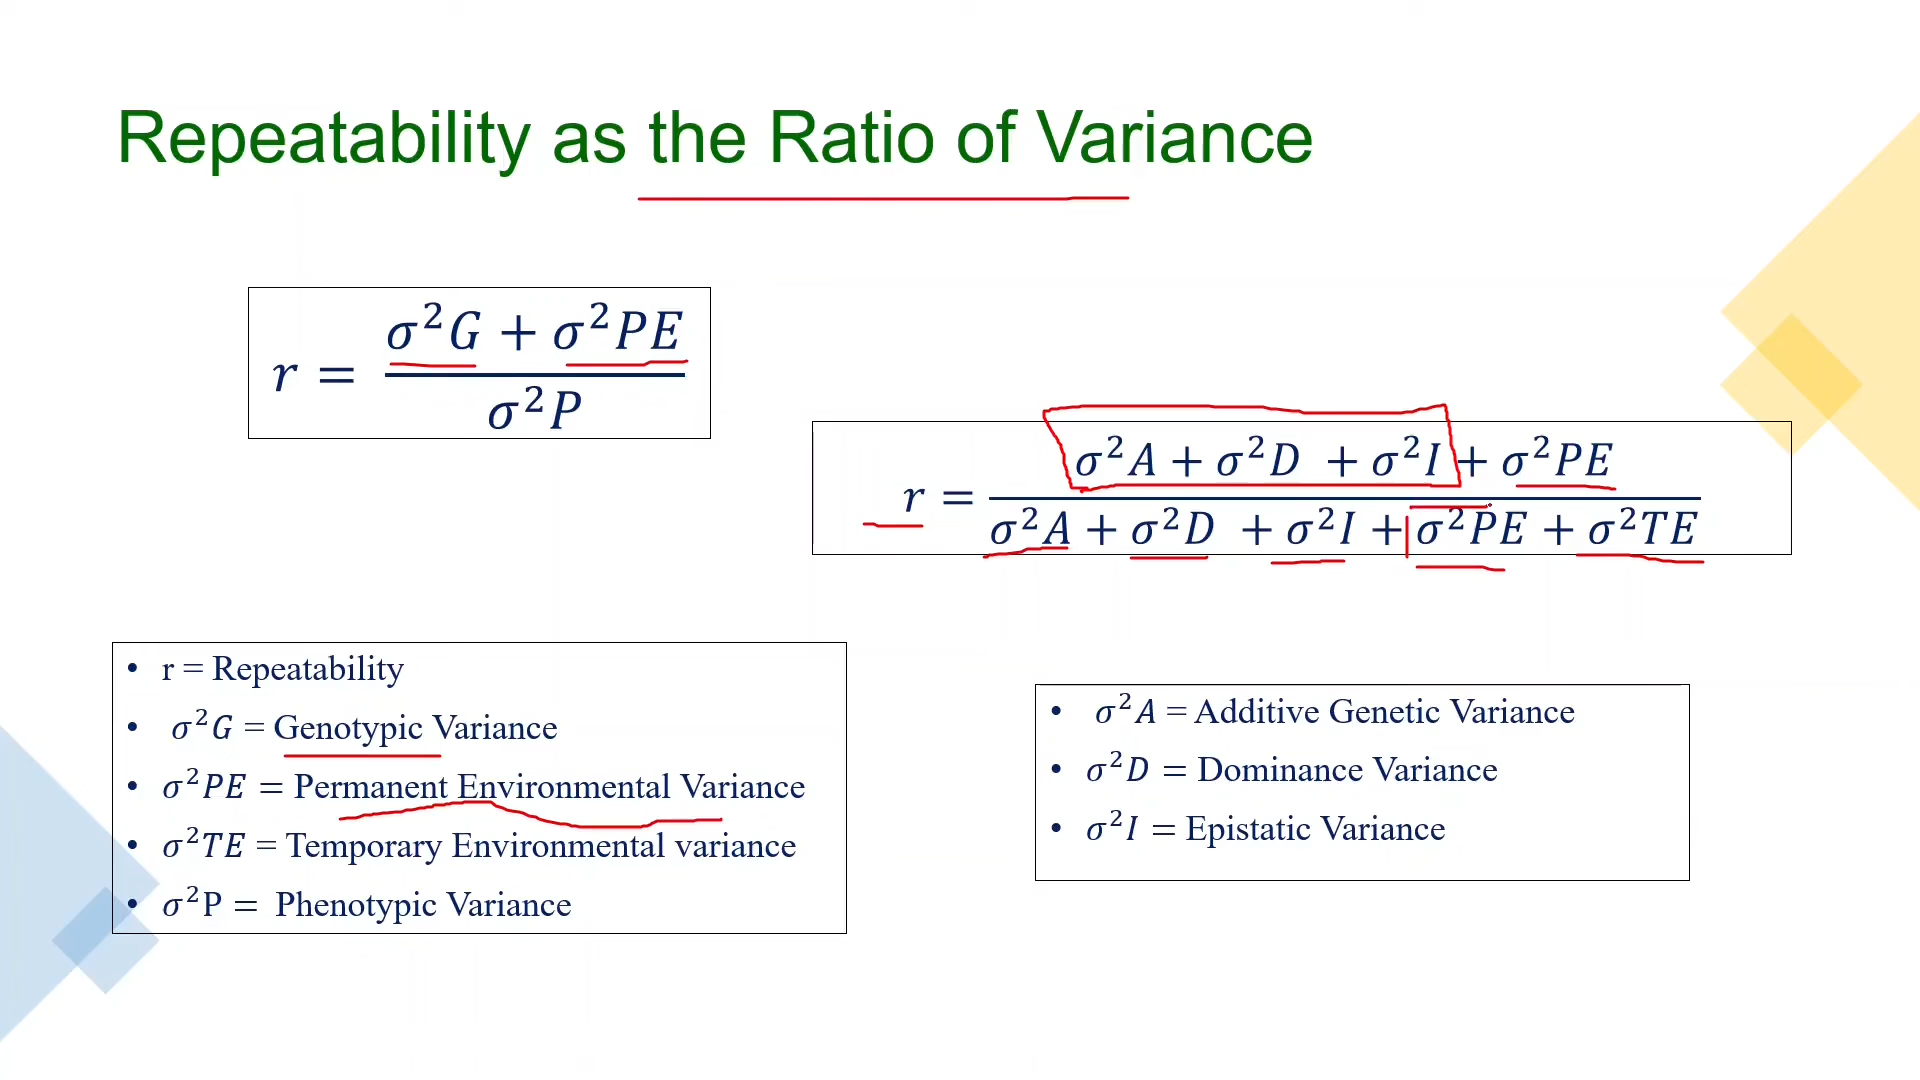 Repeatability as the Ratio of Variance
r = (σ²G + σ²PE) / σ²P
r = (σ²A + σ²D + σ²I + σ²PE) / (σ²A + σ²D + σ²I + σ²PE + σ²TE)
• r = Repeatability
• σ²G = Genotypic Variance
• σ²PE = Permanent Environmental Variance
• σ²TE = Temporary Environmental variance
• σ²P = Phenotypic Variance
• σ²A = Additive Genetic Variance
• σ²D = Dominance Variance
• σ²I = Epistatic Variance